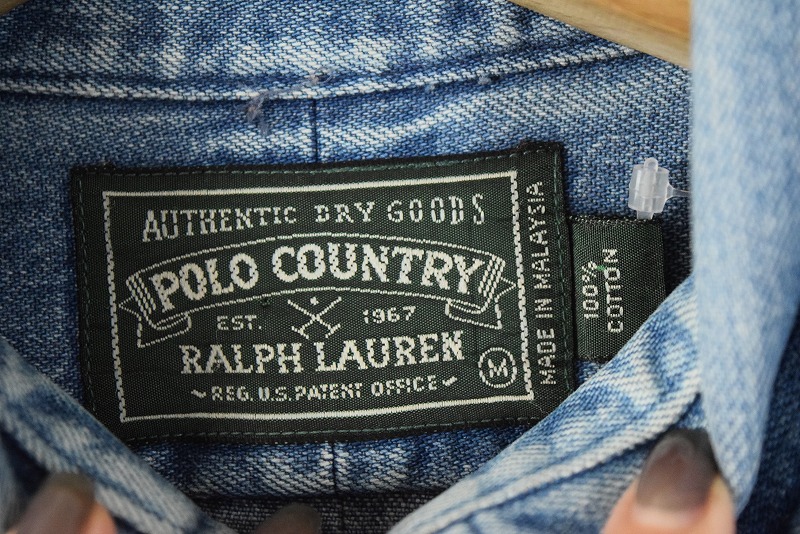 AUTHENTIC DRY GOODS
POLO COUNTRY
EST. 1967
RALPH LAUREN
REG. U.S. PATENT OFFICE
M
MADE IN MALAYSIA
100%
COTTON